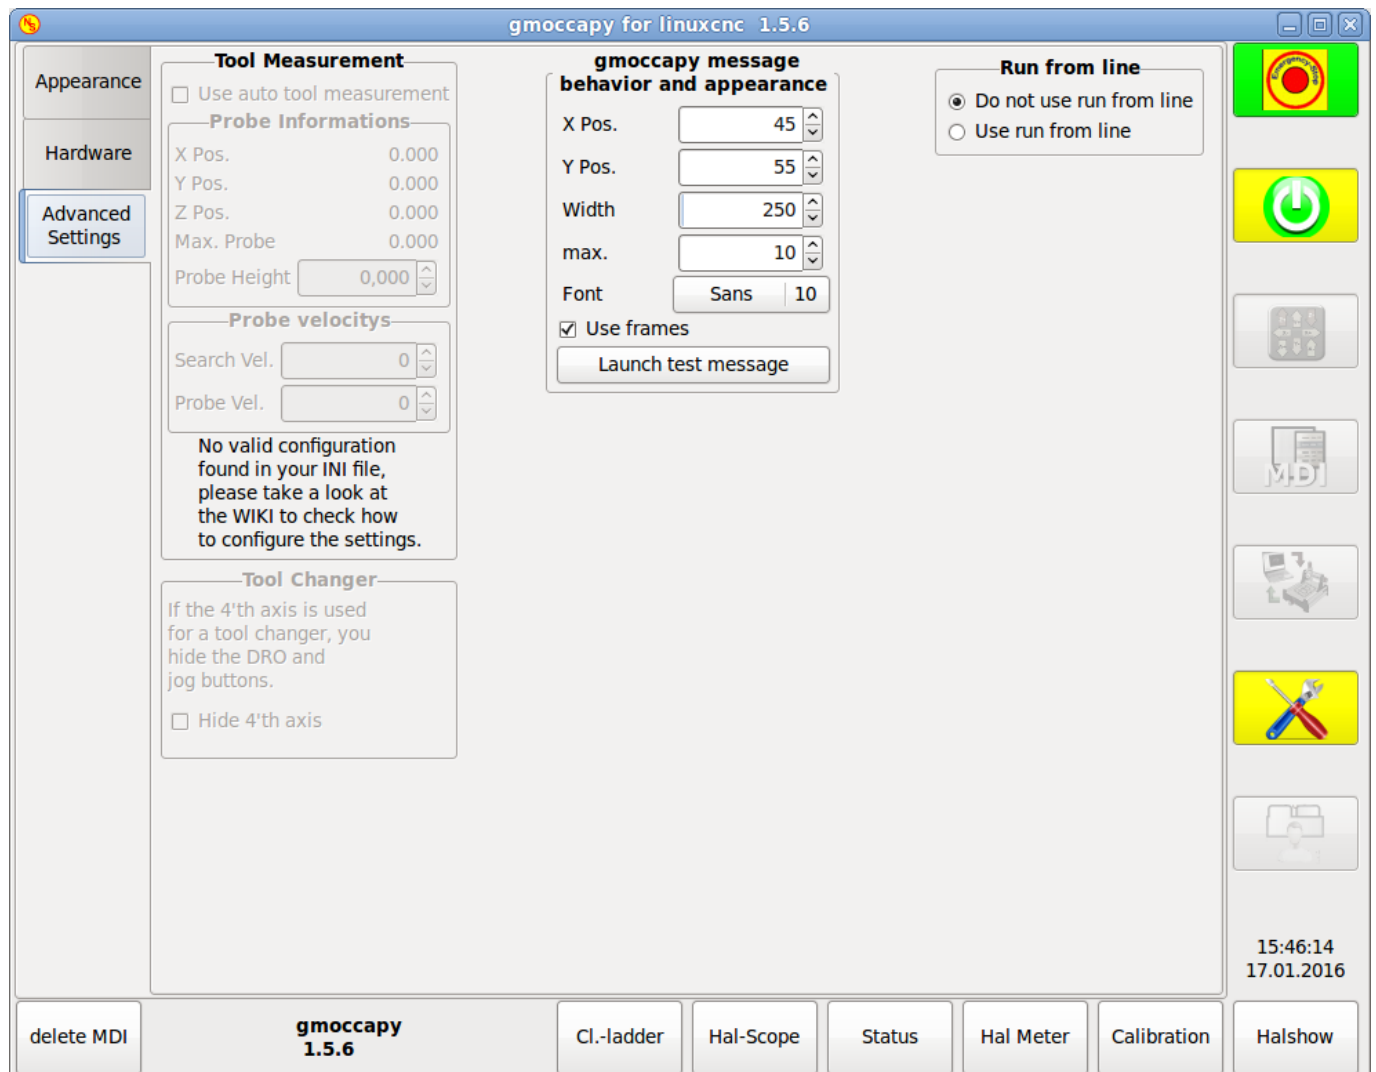 gmoccapy for linuxcnc 1.5.6
Appearance
Hardware
Advanced
Settings
Tool Measurement
Use auto tool measurement
Probe Informations
X Pos. 0.000
Y Pos. 0.000
Z Pos. 0.000
Max. Probe 0.000
Probe Height 0,000
Probe velocitys
Search Vel. 0
Probe Vel. 0
No valid configuration
found in your INI file,
please take a look at
the WIKI to check how
to configure the settings.
Tool Changer
If the 4'th axis is used
for a tool changer, you
hide the DRO and
jog buttons.
Hide 4'th axis
gmoccapy message
behavior and appearance
X Pos. 45
Y Pos. 55
Width 250
max. 10
Font Sans 10
Use frames
Launch test message
Run from line
Do not use run from line
Use run from line
Emergency-Stop
MDI
15:46:14
17.01.2016
delete MDI
gmoccapy
1.5.6
Cl.-ladder
Hal-Scope
Status
Hal Meter
Calibration
Halshow